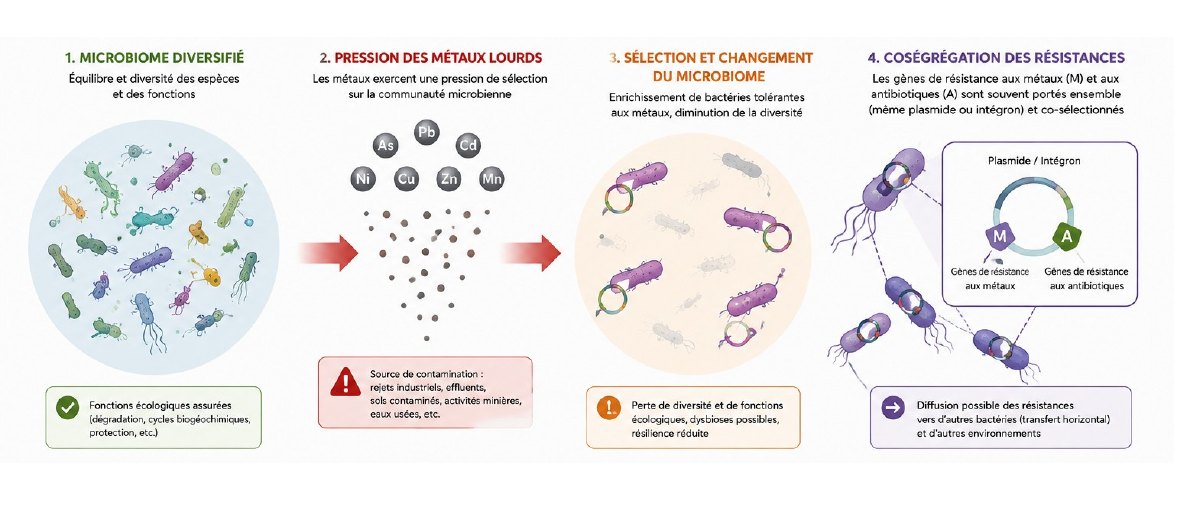 1. MICROBIOME DIVERSIFIÉ
Équilibre et diversité des espèces
et des fonctions
Fonctions écologiques assurées
(dégradation, cycles biogéochimiques,
protection, etc.)
2. PRESSION DES MÉTAUX LOURDS
Les métaux exercent une pression de sélection
sur la communauté microbienne
As
Pb
Cd
Ni
Cu
Zn
Mn
Source de contamination :
rejets industriels, effluents,
sols contaminés, activités minières,
eaux usées, etc.
3. SÉLECTION ET CHANGEMENT
DU MICROBIOME
Enrichissement de bactéries tolérantes
aux métaux, diminution de la diversité
Perte de diversité et de fonctions
écologiques, dysbioses possibles,
résilience réduite
4. COSÉGRÉGATION DES RÉSISTANCES
Les gènes de résistance aux métaux (M) et aux
antibiotiques (A) sont souvent portés ensemble
(même plasmide ou intégron) et co-sélectionnés
Plasmide / Intégron
M
A
Gènes de résistance
aux métaux
Gènes de résistance
aux antibiotiques
Diffusion possible des résistances
vers d'autres bactéries (transfert horizontal)
et d'autres environnements